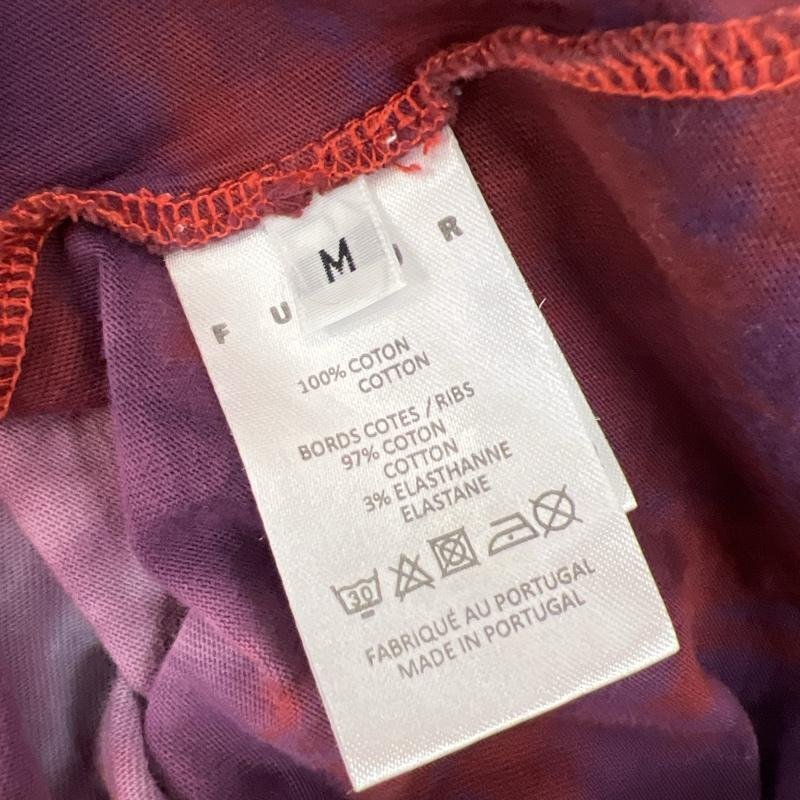 M
F U R
100% COTON
COTTON
BORDS COTES / RIBS
97% COTON
COTTON
3% ELASTHANNE
ELASTANE
30
FABRIQUÉ AU PORTUGAL
MADE IN PORTUGAL